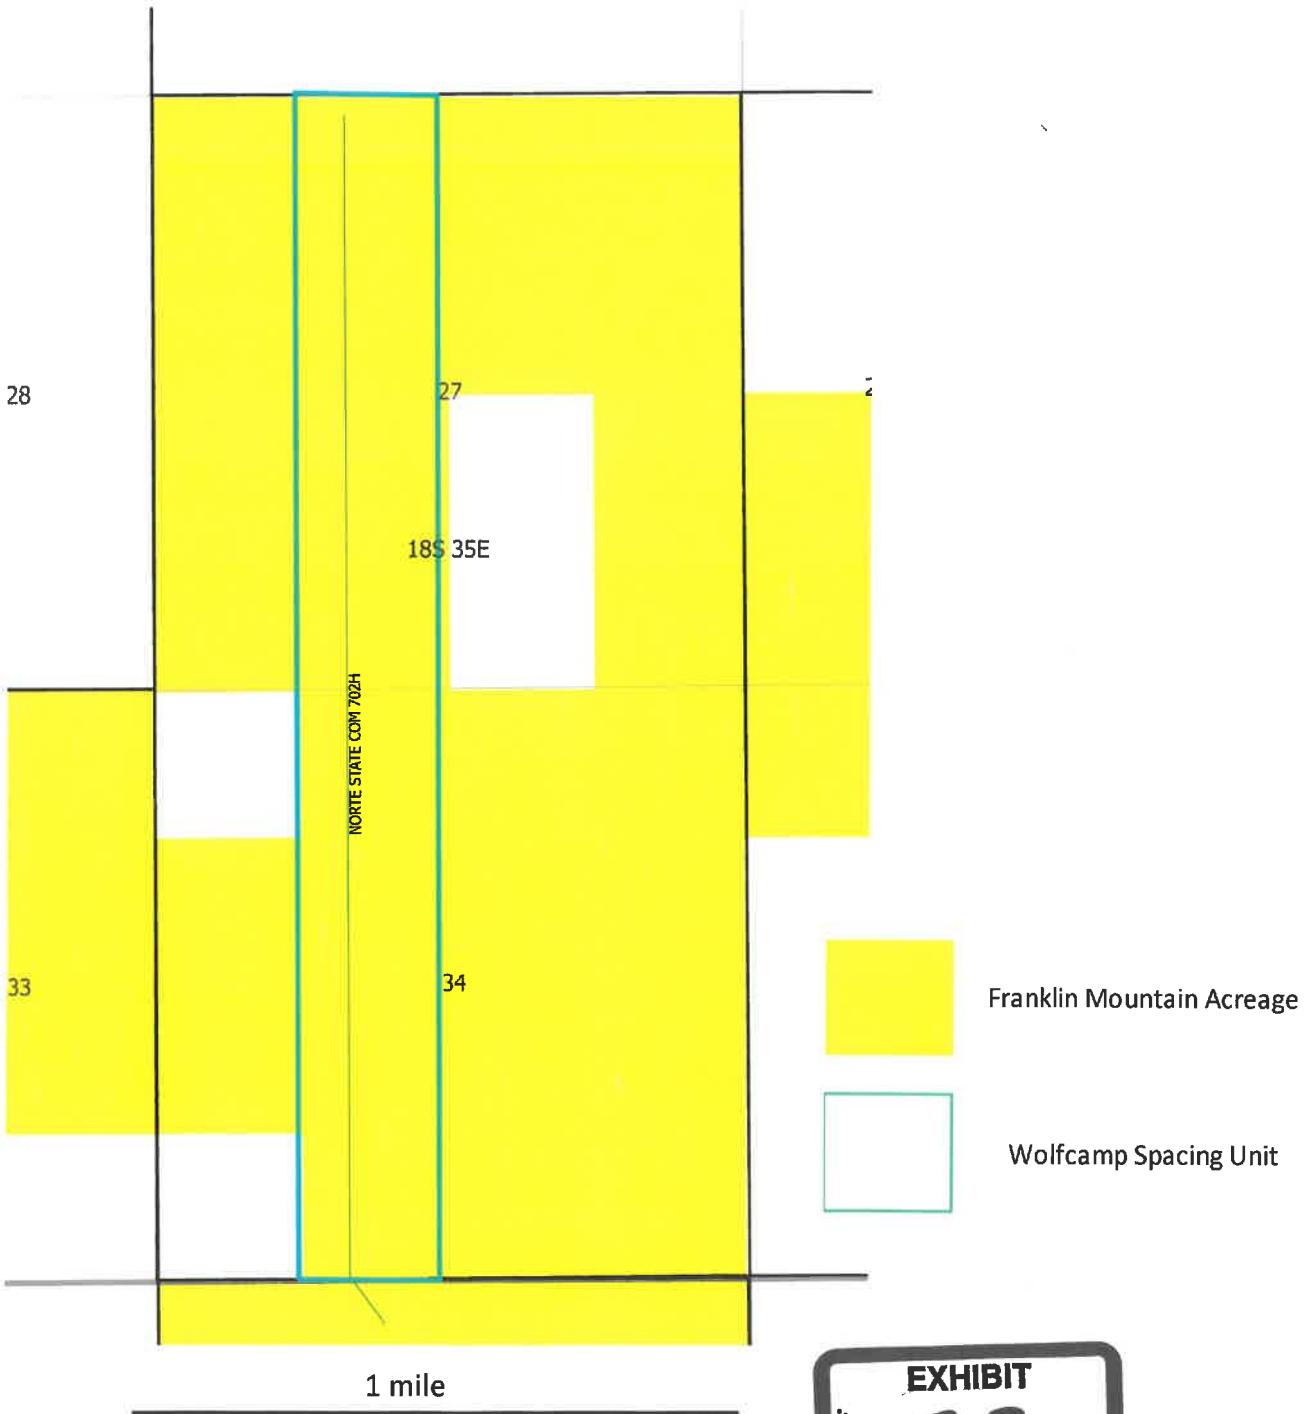 28
27
18S 35E
NORTE STATE COM 702H
33
34
Franklin Mountain Acreage
Wolfcamp Spacing Unit
1 mile
EXHIBIT